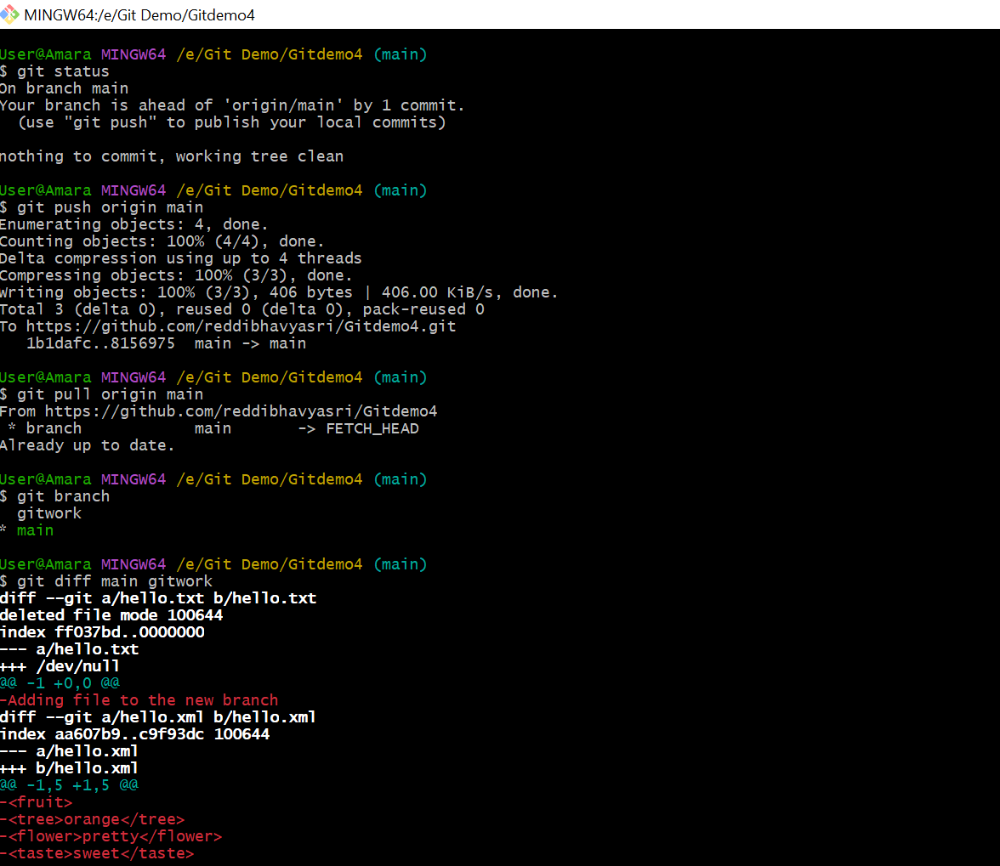 MINGW64:/e/Git Demo/Gitdemo4
User@Amara MINGW64 /e/Git Demo/Gitdemo4 (main)
$ git status
On branch main
Your branch is ahead of 'origin/main' by 1 commit.
  (use "git push" to publish your local commits)
nothing to commit, working tree clean
User@Amara MINGW64 /e/Git Demo/Gitdemo4 (main)
$ git push origin main
Enumerating objects: 4, done.
Counting objects: 100% (4/4), done.
Delta compression using up to 4 threads
Compressing objects: 100% (3/3), done.
Writing objects: 100% (3/3), 406 bytes | 406.00 KiB/s, done.
Total 3 (delta 0), reused 0 (delta 0), pack-reused 0
To https://github.com/reddibhavyasri/Gitdemo4.git
   1b1dafc..8156975  main -> main
User@Amara MINGW64 /e/Git Demo/Gitdemo4 (main)
$ git pull origin main
From https://github.com/reddibhavyasri/Gitdemo4
 * branch            main       -> FETCH_HEAD
Already up to date.
User@Amara MINGW64 /e/Git Demo/Gitdemo4 (main)
$ git branch
  gitwork
* main
User@Amara MINGW64 /e/Git Demo/Gitdemo4 (main)
$ git diff main gitwork
diff --git a/hello.txt b/hello.txt
deleted file mode 100644
index ff037bd..0000000
--- a/hello.txt
+++ /dev/null
@@ -1 +0,0 @@
-Adding file to the new branch
diff --git a/hello.xml b/hello.xml
index aa607b9..c9f93dc 100644
--- a/hello.xml
+++ b/hello.xml
@@ -1,5 +1,5 @@
-<fruit>
-<tree>orange</tree>
-<flower>pretty</flower>
-<taste>sweet</taste>